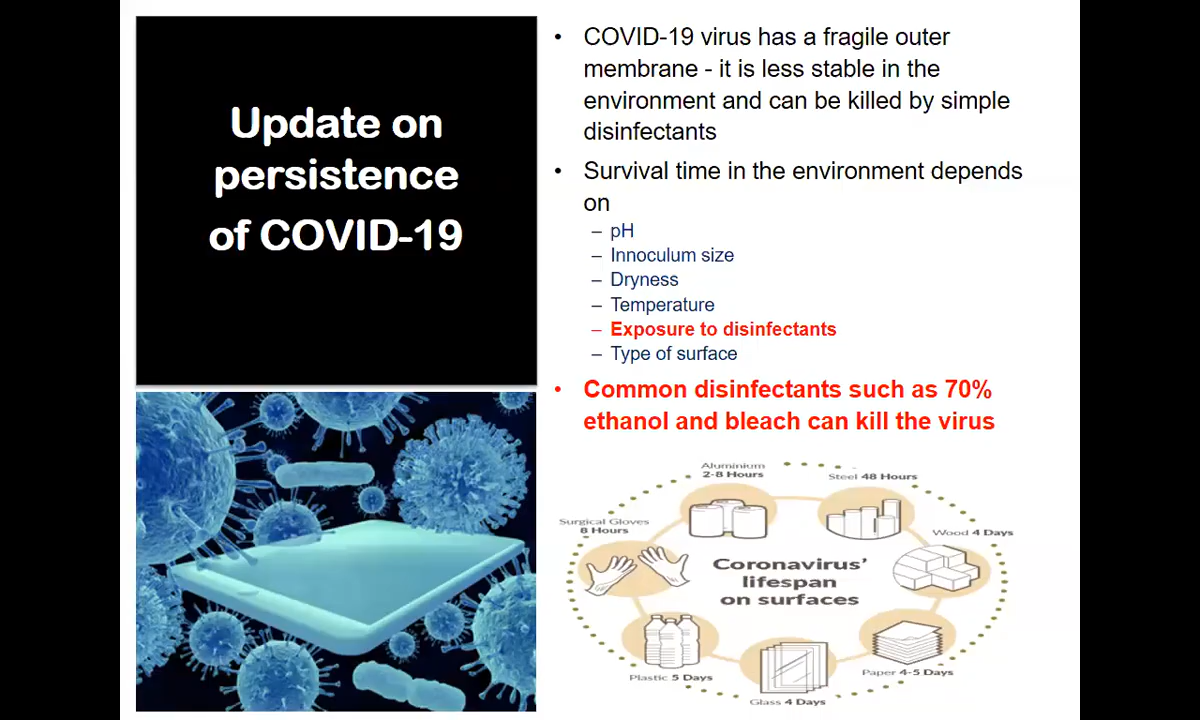 Update on
persistence
of COVID-19
• COVID-19 virus has a fragile outer
membrane - it is less stable in the
environment and can be killed by simple
disinfectants
• Survival time in the environment depends
on
– pH
– Innoculum size
– Dryness
– Temperature
– Exposure to disinfectants
– Type of surface
• Common disinfectants such as 70%
ethanol and bleach can kill the virus
Aluminium
2-8 Hours
Steel 48 Hours
Surgical Gloves
8 Hours
Wood 4 Days
Coronavirus'
lifespan
on surfaces
Plastic 5 Days
Paper 4-5 Days
Glass 4 Days